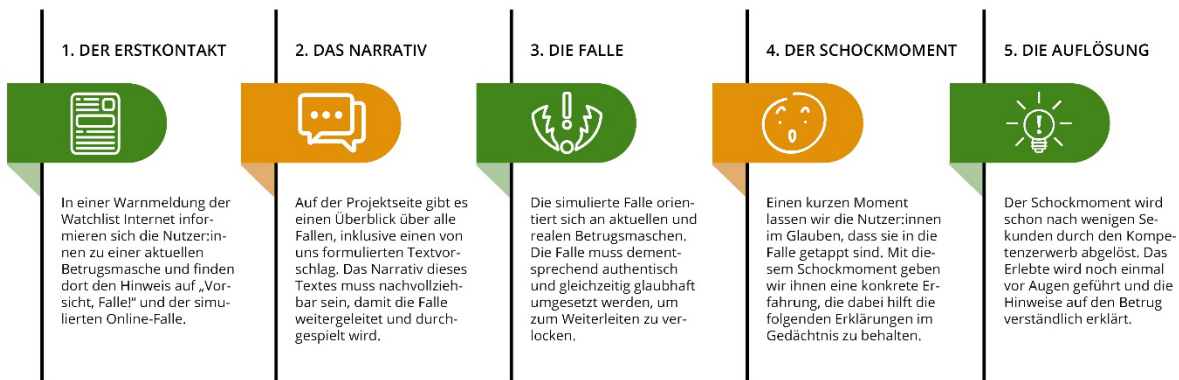 1. DER ERSTKONTAKT
In einer Warnmeldung der
Watchlist Internet infor-
mieren sich die Nutzer:in-
nen zu einer aktuellen
Betrugsmasche und finden
dort den Hinweis auf „Vor-
sicht, Falle!" und der simu-
lierten Online-Falle.
2. DAS NARRATIV
Auf der Projektseite gibt es
einen Überblick über alle
Fallen, inklusive einen von
uns formulierten Textvor-
schlag. Das Narrativ dieses
Textes muss nachvollzieh-
bar sein, damit die Falle
weitergeleitet und durch-
gespielt wird.
3. DIE FALLE
Die simulierte Falle orien-
tiert sich an aktuellen und
realen Betrugsmaschen.
Die Falle muss dement-
sprechend authentisch
und gleichzeitig glaubhaft
umgesetzt werden, um
zum Weiterleiten zu ver-
locken.
4. DER SCHOCKMOMENT
Einen kurzen Moment
lassen wir die Nutzer:innen
im Glauben, dass sie in die
Falle getappt sind. Mit die-
sem Schockmoment geben
wir ihnen eine konkrete Er-
fahrung, die dabei hilft die
folgenden Erklärungen im
Gedächtnis zu behalten.
5. DIE AUFLÖSUNG
Der Schockmoment wird
schon nach wenigen Se-
kunden durch den Kompe-
tenzerwerb abgelöst. Das
Erlebte wird noch einmal
vor Augen geführt und die
Hinweise auf den Betrug
verständlich erklärt.